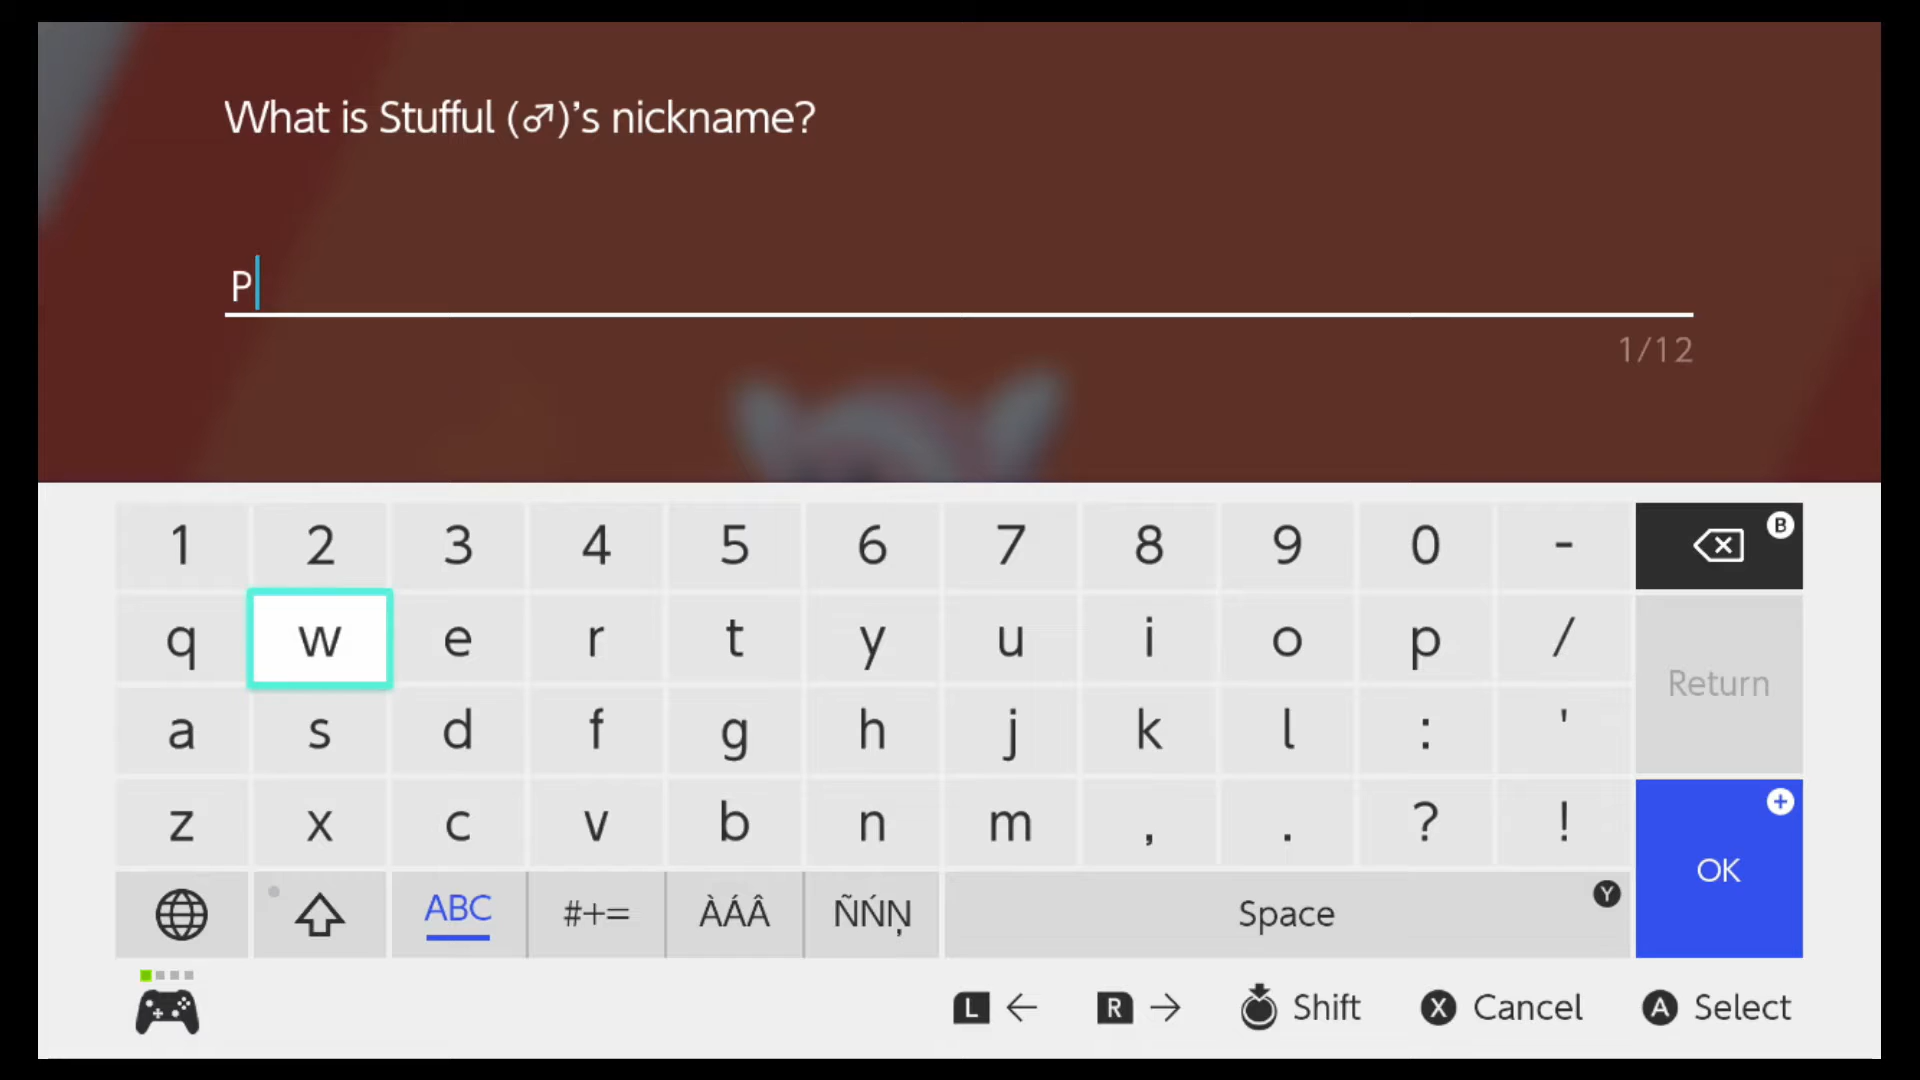 What is Stufful (♂)’s nickname?
P
1/12
1 2 3 4 5 6 7 8 9 0 - B
q w e r t y u i o p / Return
a s d f g h j k l : '
z x c v b n m , . ? ! + OK
ABC #+= ÀÁÂ ÑŃŅ Space Y
L ← R → Shift X Cancel A Select